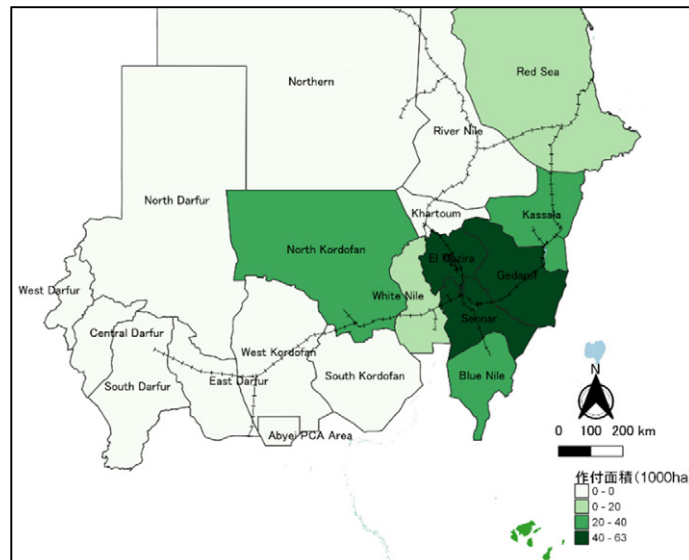 Northern
Red Sea
River Nile
North Darfur
Khartoum
Kassala
North Kordofan
El Gazira
Gedaref
West Darfur
White Nile
Sennar
Central Darfur
West Kordofan
South Darfur
East Darfur
South Kordofan
Blue Nile
Abyei PCA Area
N
0 100 200 km
作付面積(1000ha
0 - 0
0 - 20
20 - 40
40 - 63